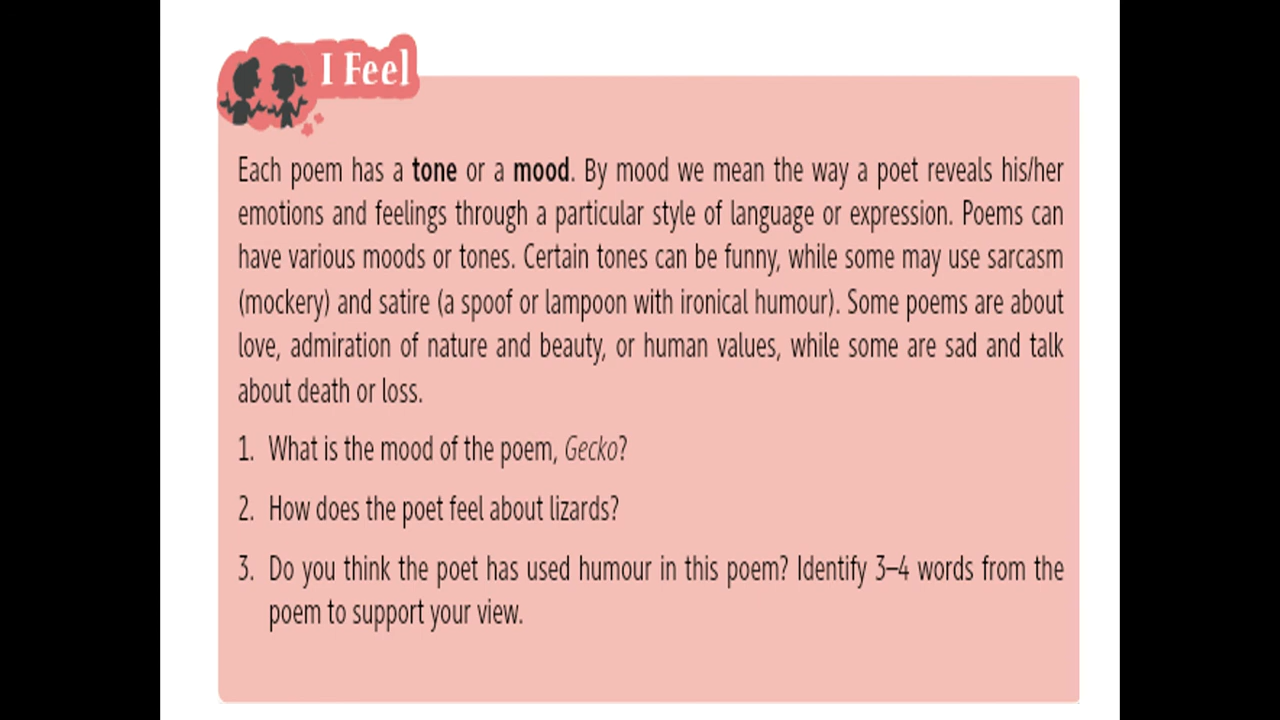 I Feel
Each poem has a tone or a mood. By mood we mean the way a poet reveals his/her
emotions and feelings through a particular style of language or expression. Poems can
have various moods or tones. Certain tones can be funny, while some may use sarcasm
(mockery) and satire (a spoof or lampoon with ironical humour). Some poems are about
love, admiration of nature and beauty, or human values, while some are sad and talk
about death or loss.
1. What is the mood of the poem, Gecko?
2. How does the poet feel about lizards?
3. Do you think the poet has used humour in this poem? Identify 3–4 words from the
poem to support your view.